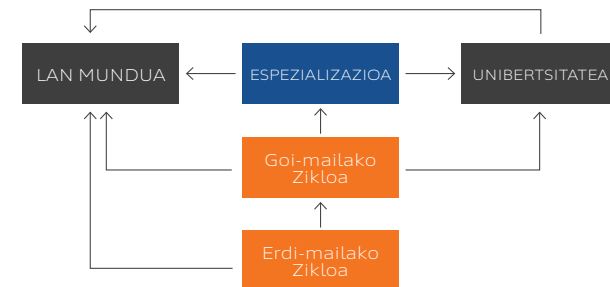 LAN MUNDUA
ESPEZIALIZAZIOA
UNIBERTSITATEA
Goi-mailako
Zikloa
Erdi-mailako
Zikloa